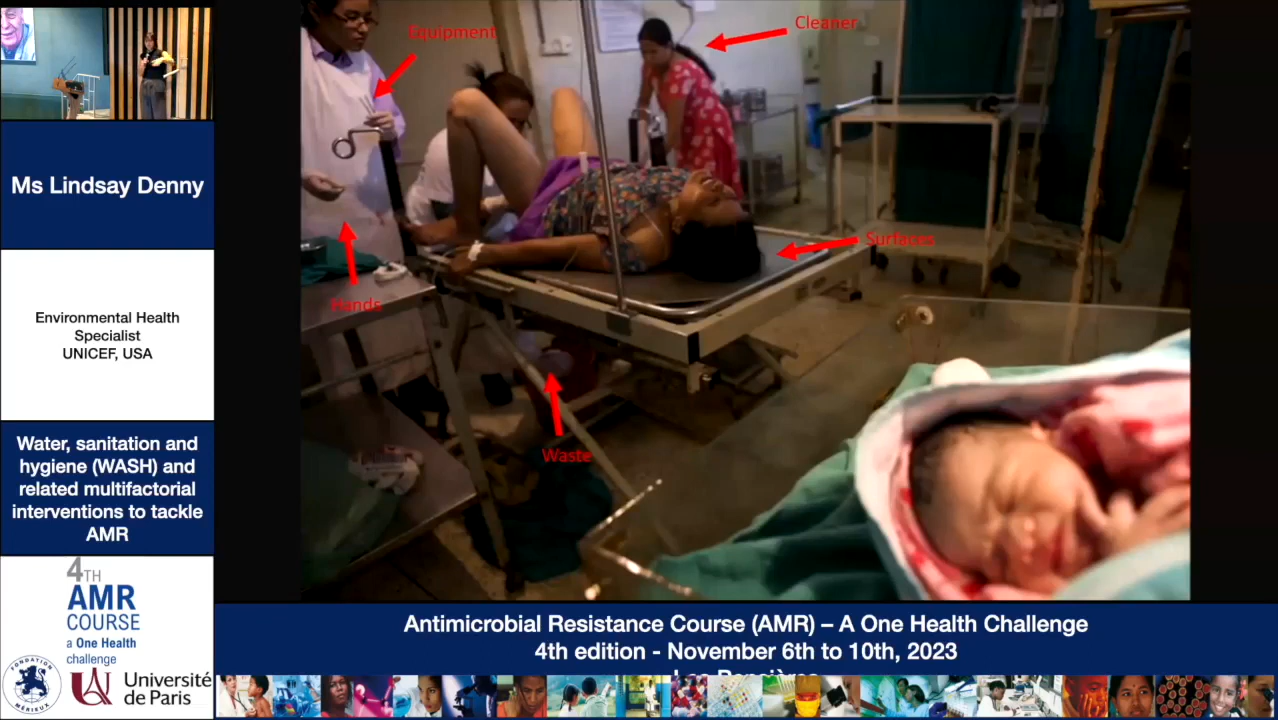 Equipment
Cleaner
Surfaces
Hands
Waste
Ms Lindsay Denny
Environmental Health
Specialist
UNICEF, USA
Water, sanitation and
hygiene (WASH) and
related multifactorial
interventions to tackle
AMR
4TH
AMR
COURSE
a One Health
challenge
FONDATION
MÉRIEUX
Université
de Paris
Antimicrobial Resistance Course (AMR) – A One Health Challenge
4th edition - November 6th to 10th, 2023